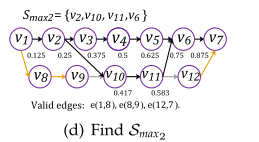 Smax2= {v2,v10, v11,v6}
v1 v2 v3 v4 v5 v6 v7
0.125 0.25 0.375 0.5 0.625 0.75 0.875
v8 v9 v10 v11 v12
0.417 0.583
Valid edges: e(1,8), e(8,9), e(12,7).
(d) Find Smax2